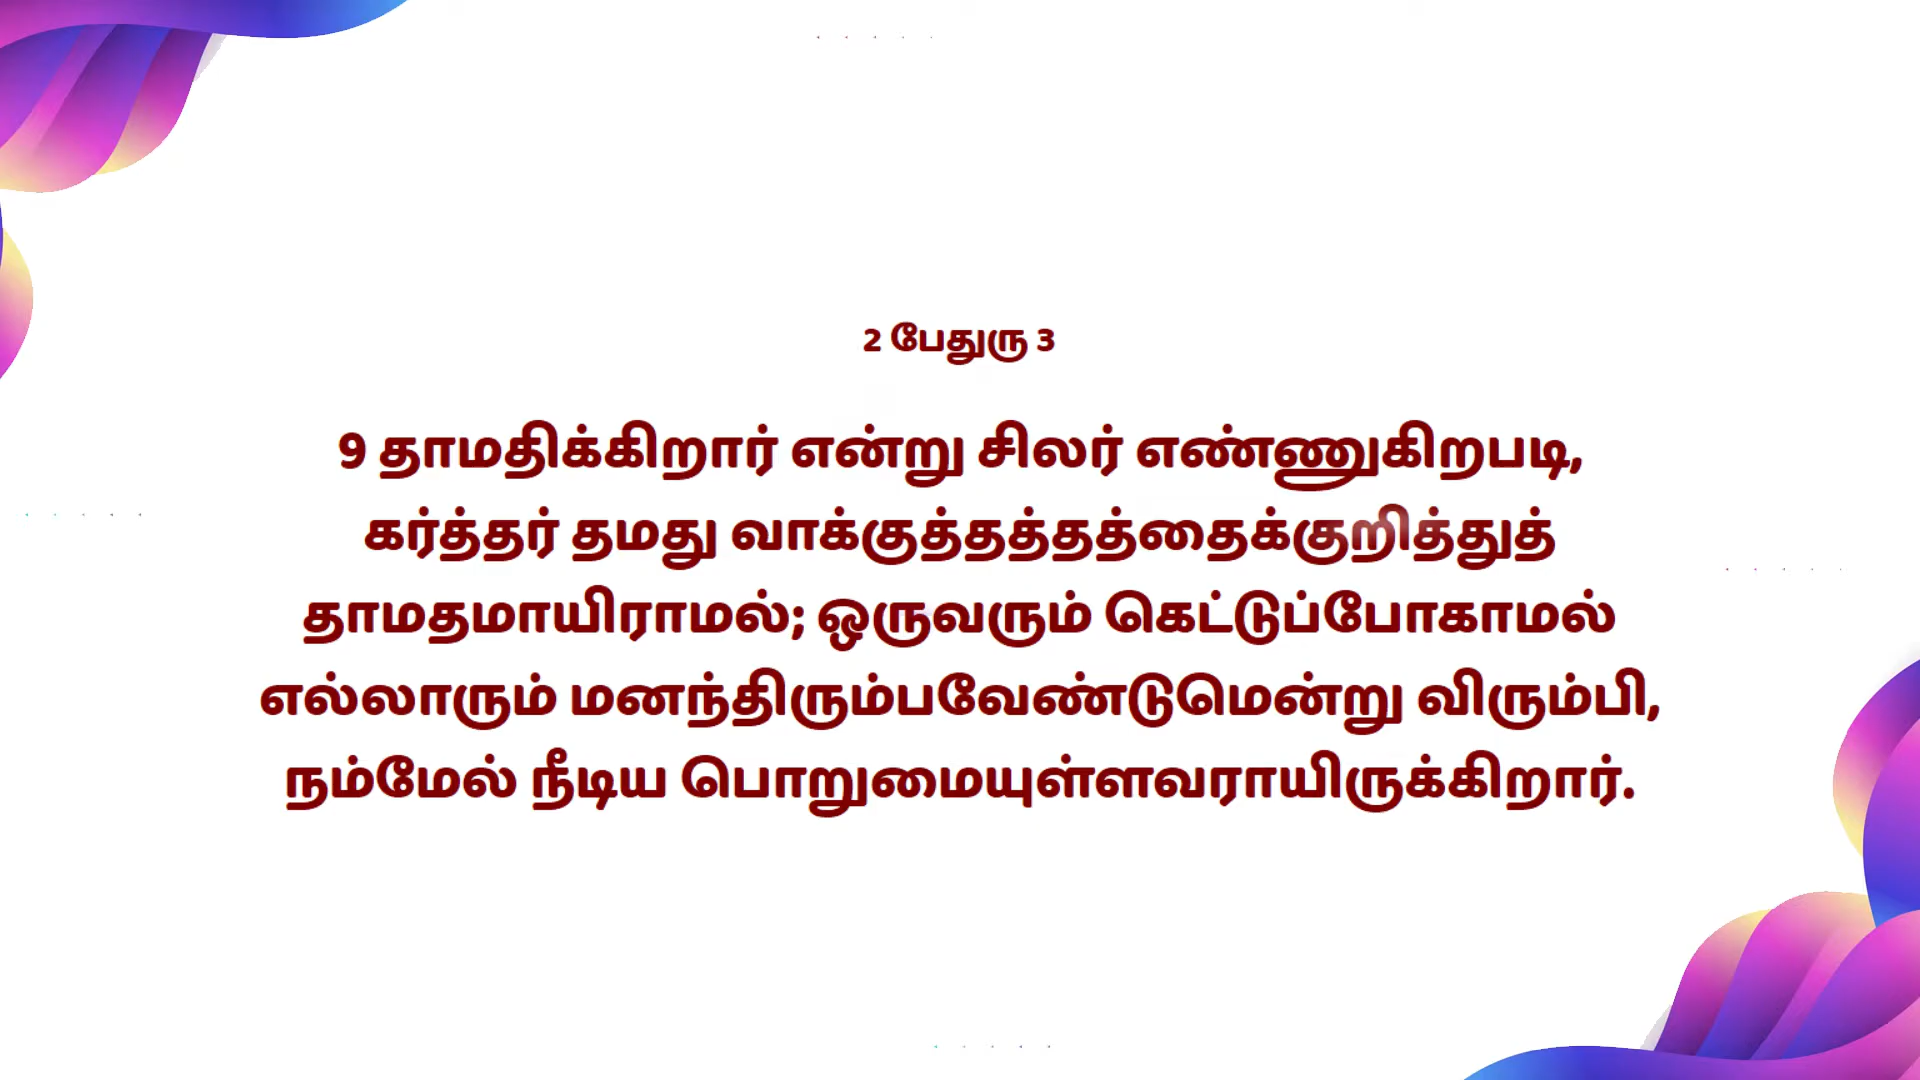 2 பேதுரு 3
9 தாமதிக்கிறார் என்று சிலர் எண்ணுகிறபடி,
கர்த்தர் தமது வாக்குத்தத்தத்தைக்குறித்துத்
தாமதமாயிராமல்; ஒருவரும் கெட்டுப்போகாமல்
எல்லாரும் மனந்திரும்பவேண்டுமென்று விரும்பி,
நம்மேல் நீடிய பொறுமையுள்ளவராயிருக்கிறார்.